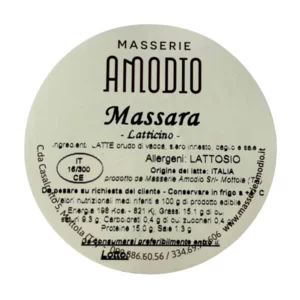 MASSERIE
AMODIO
Massara
- Latticino -
Ingredienti: LATTE crudo di vacca, siero innesto, caglio e sale
Allergeni: LATTOSIO
Origine del latte: ITALIA
prodotto da Masserie Amodio Srl- Mottola
IT
16/300
CE
Da pesare su richiesta del cliente - Conservare in frigo a
Valori nutrizionali medi riferiti a 100 g di prodotto edibile
Energia 198 Kca - 821 Kj, Grassi 15,1 g di cui
saturi 9.3 g Carboidrati 0,4 g di cui zuccheri 0.4 g
Proteine 15.0 g Sale 1.3 g
Da consumarsi preferibilmente entro il
Lotto:
C.da Casalrotto
www.masserieamodio.it